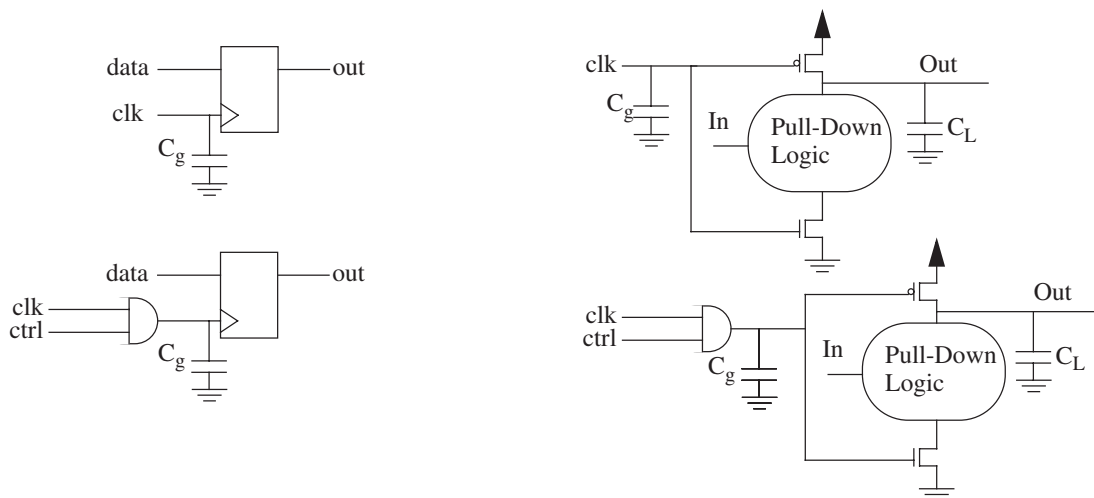 data
out
clk
Cg
clk
Cg
In
Pull-Down
Logic
Out
CL
data
out
clk
ctrl
Cg
clk
ctrl
Cg
In
Pull-Down
Logic
Out
CL